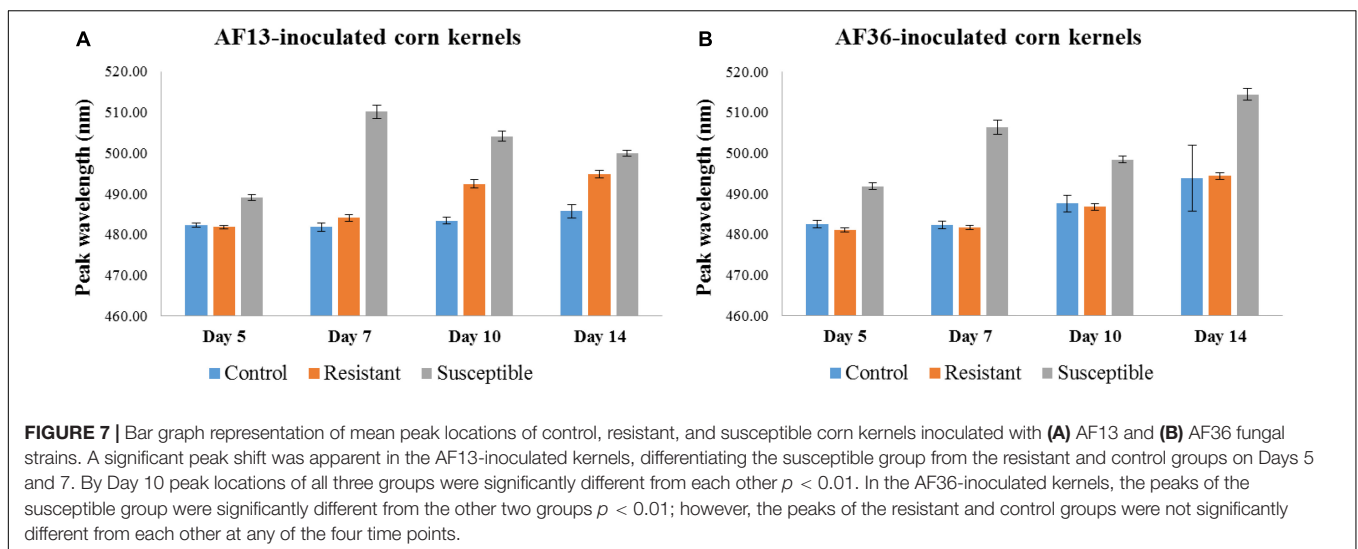 A
AF13-inoculated corn kernels
Peak wavelength (nm)
520.00
510.00
500.00
490.00
480.00
470.00
460.00
Day 5 Day 7 Day 10 Day 14
Control Resistant Susceptible
B
AF36-inoculated corn kernels
Peak wavelength (nm)
520.00
510.00
500.00
490.00
480.00
470.00
460.00
Day 5 Day 7 Day 10 Day 14
Control Resistant Susceptible
FIGURE 7 | Bar graph representation of mean peak locations of control, resistant, and susceptible corn kernels inoculated with (A) AF13 and (B) AF36 fungal
strains. A significant peak shift was apparent in the AF13-inoculated kernels, differentiating the susceptible group from the resistant and control groups on Days 5
and 7. By Day 10 peak locations of all three groups were significantly different from each other p < 0.01. In the AF36-inoculated kernels, the peaks of the
susceptible group were significantly different from the other two groups p < 0.01; however, the peaks of the resistant and control groups were not significantly
different from each other at any of the four time points.